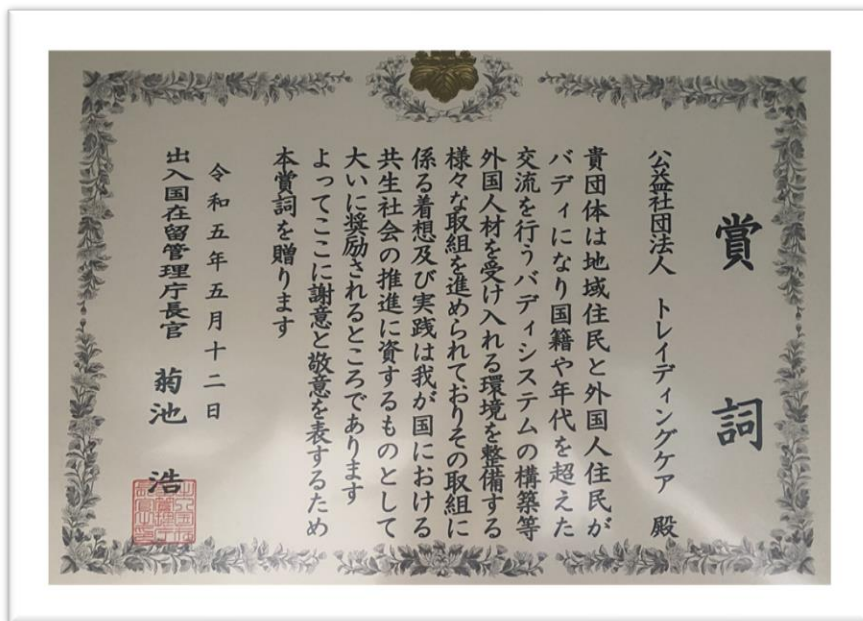 賞詞
公益社団法人 トレイディングケア 殿
貴団体は地域住民と外国人住民が
バディになり国籍や年代を超えた
交流を行うバディシステムの構築等
外国人材を受け入れる環境を整備する
様々な取組を進められておりその取組に
係る着想及び実践は我が国における
共生社会の推進に資するものとして
大いに奨励されるところであります
よってここに謝意と敬意を表するため
本賞詞を贈ります
令和五年五月十二日
出入国在留管理庁長官 菊池 浩